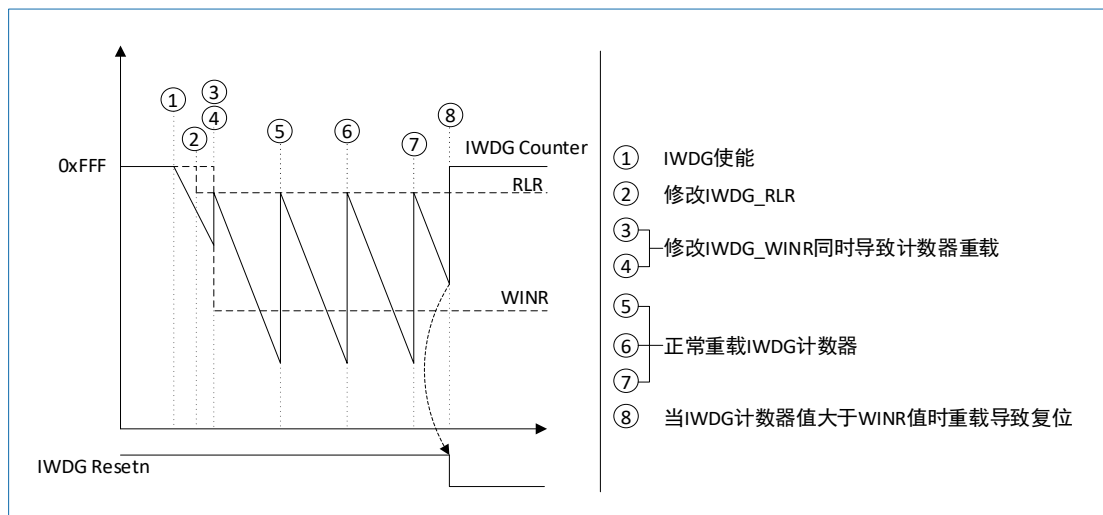 ③
① ④ ⑧
② ⑤ ⑥ ⑦
IWDG Counter
0xFFF
RLR
WINR
IWDG Resetn
① IWDG使能
② 修改IWDG_RLR
③
④ 修改IWDG_WINR同时导致计数器重载
⑤
⑥ 正常重载IWDG计数器
⑦
⑧ 当IWDG计数器值大于WINR值时重载导致复位